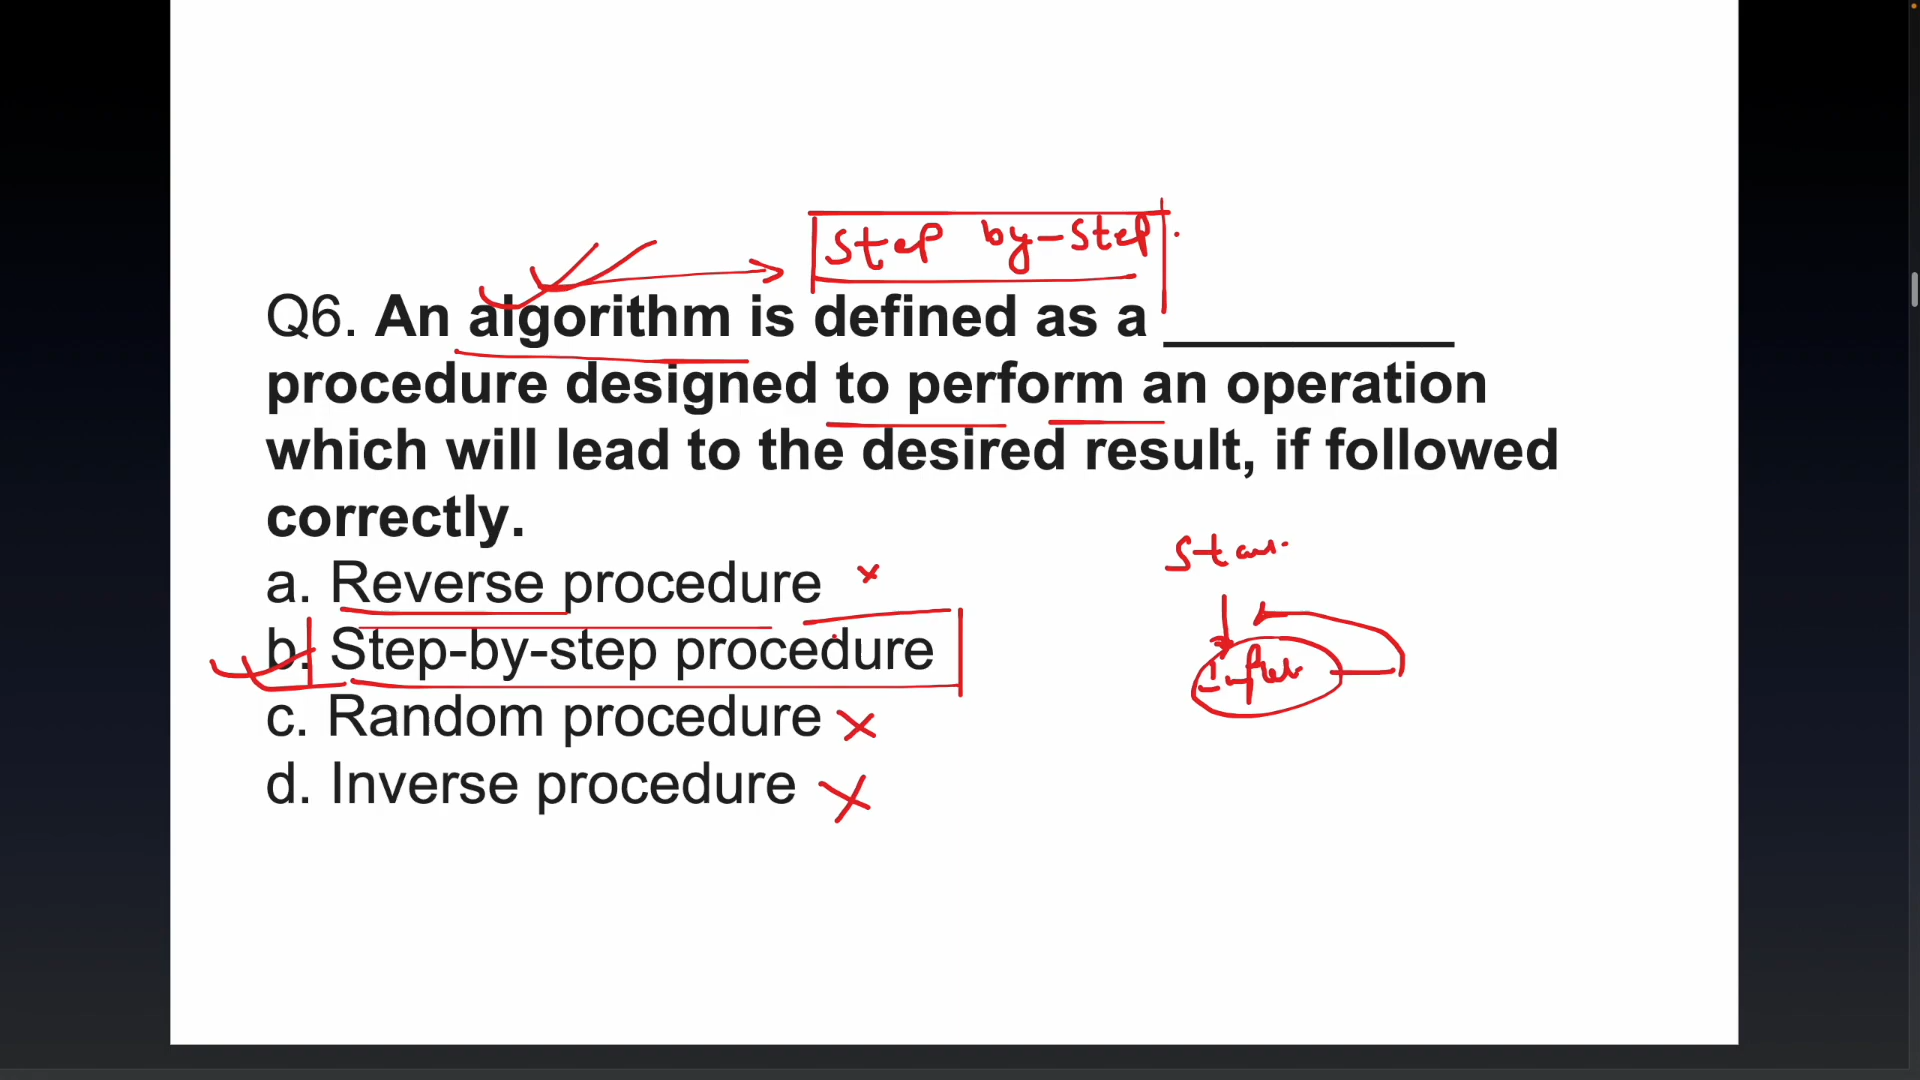 Step by-step.
Q6. An algorithm is defined as a __________
procedure designed to perform an operation
which will lead to the desired result, if followed
correctly.
a. Reverse procedure ×
b. Step-by-step procedure
c. Random procedure ×
d. Inverse procedure ×